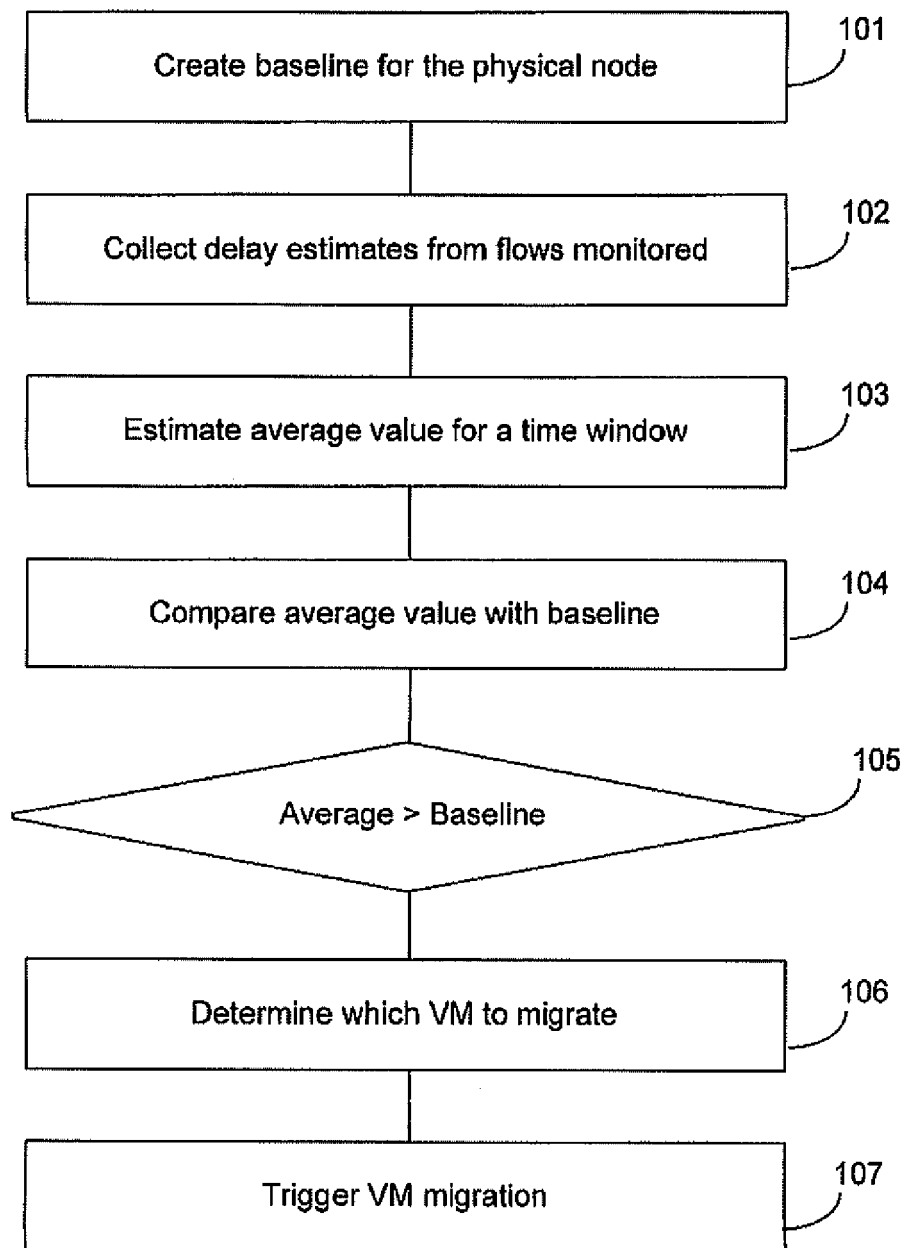 Create baseline for the physical node
101
Collect delay estimates from flows monitored
102
Estimate average value for a time window
103
Compare average value with baseline
104
Average > Baseline
105
Determine which VM to migrate
106
Trigger VM migration
107